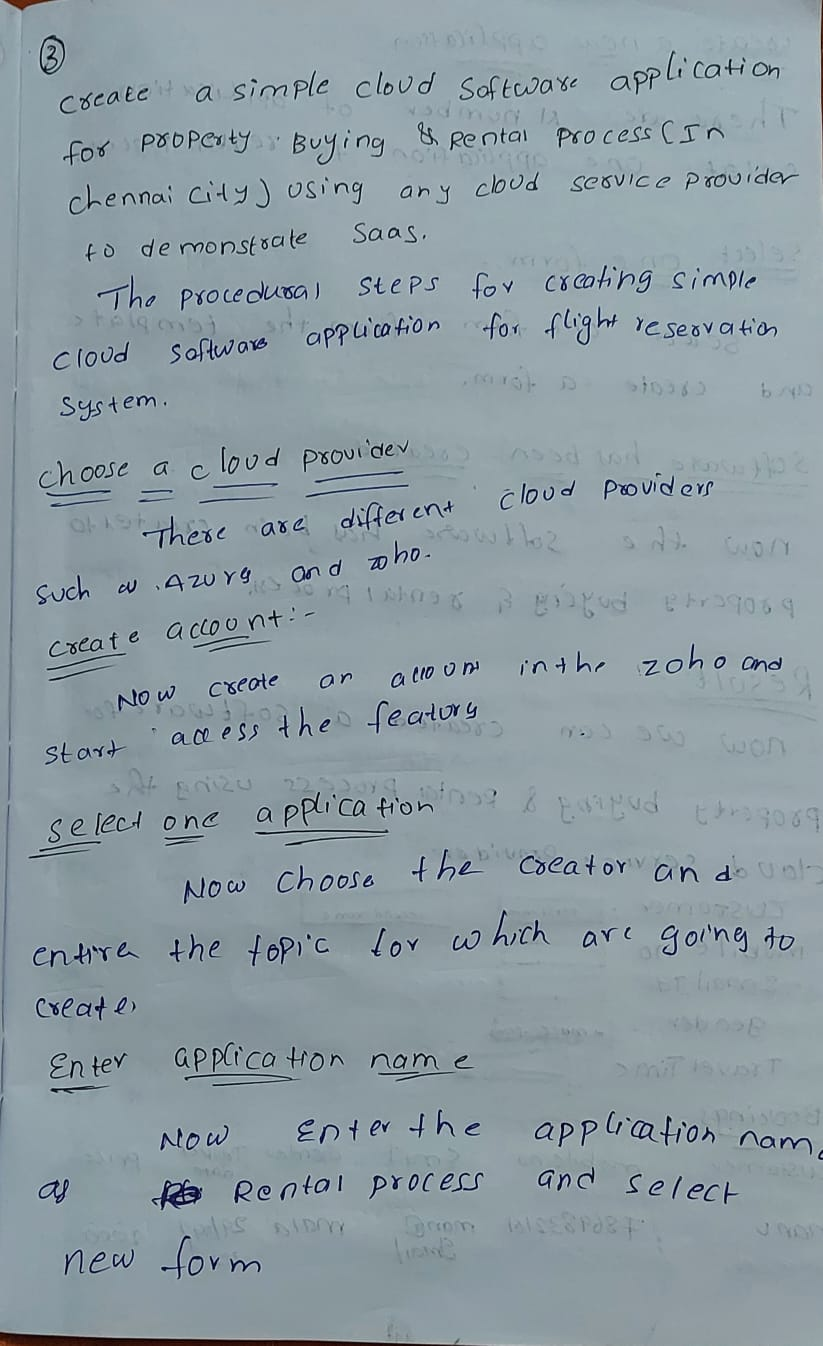 3
Create a simple cloud Software application
for property Buying & Rental process (In
chennai city) using any cloud service provider
to demonstrate Saas.
The procedural steps for creating simple
cloud software application for flight reservation
System.
choose a cloud provider
There are different cloud providers
such as Azure and zoho.
create account:-
Now create an account in the zoho and
start access the featurs
select one application
Now choose the creator and
entire the topic for which are going to
create.
Enter application name
Now Enter the application name
as Rental process and select
new form